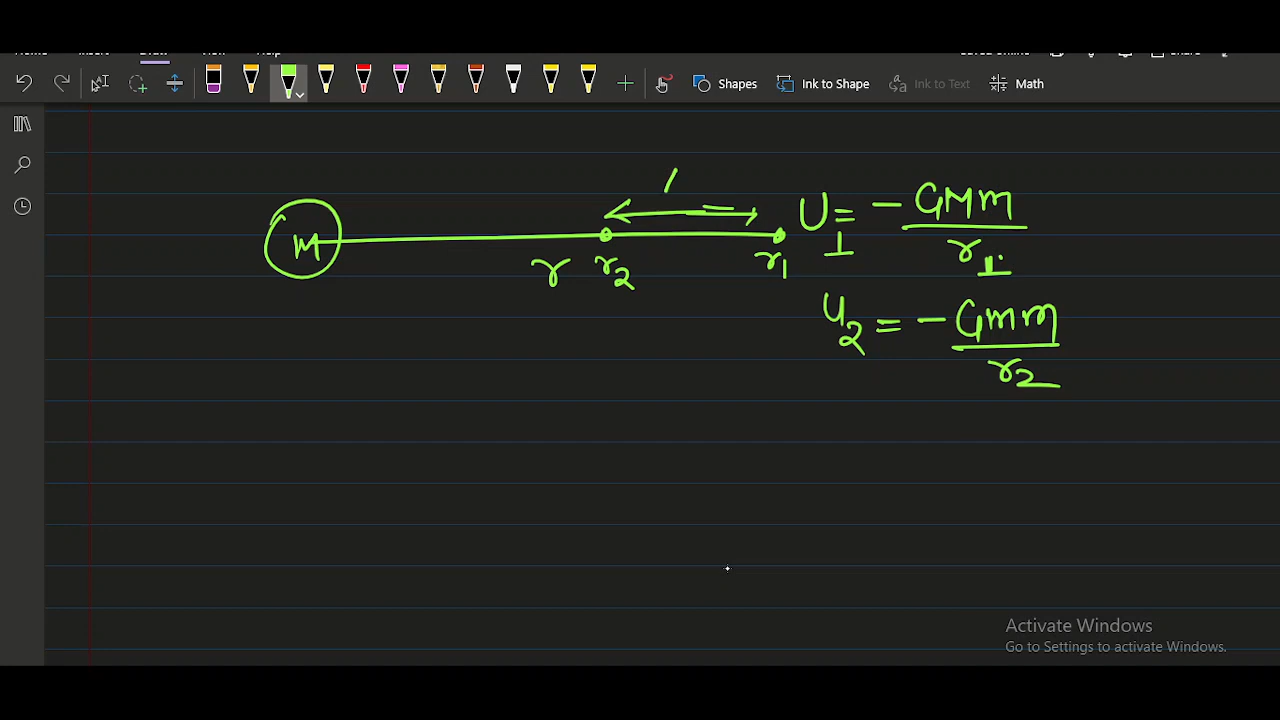 Shapes Ink to Shape Ink to Text Math
M
r r2 r1
U1 = - GMm / r1
U2 = - GMm / r2
Activate Windows
Go to Settings to activate Windows.